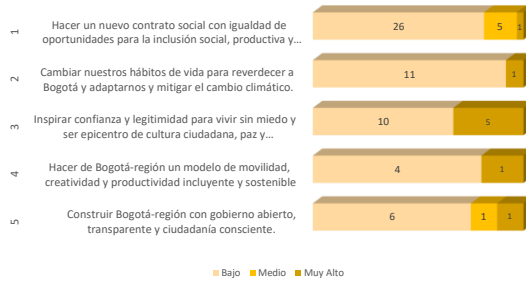 1
Hacer un nuevo contrato social con igualdad de
oportunidades para la inclusión social, productiva y…
26 5 1
2
Cambiar nuestros hábitos de vida para reverdecer a
Bogotá y adaptarnos y mitigar el cambio climático.
11 1
3
Inspirar confianza y legitimidad para vivir sin miedo y
ser epicentro de cultura ciudadana, paz y…
10 5
4
Hacer de Bogotá-región un modelo de movilidad,
creatividad y productividad incluyente y sostenible
4 1
5
Construir Bogotá-región con gobierno abierto,
transparente y ciudadanía consciente.
6 1 1
Bajo Medio Muy Alto